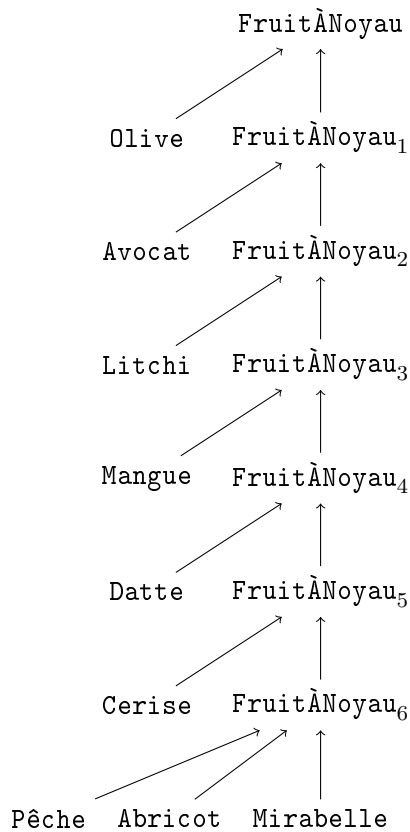 FruitÀNoyau
Olive FruitÀNoyau₁
Avocat FruitÀNoyau₂
Litchi FruitÀNoyau₃
Mangue FruitÀNoyau₄
Datte FruitÀNoyau₅
Cerise FruitÀNoyau₆
Pêche Abricot Mirabelle